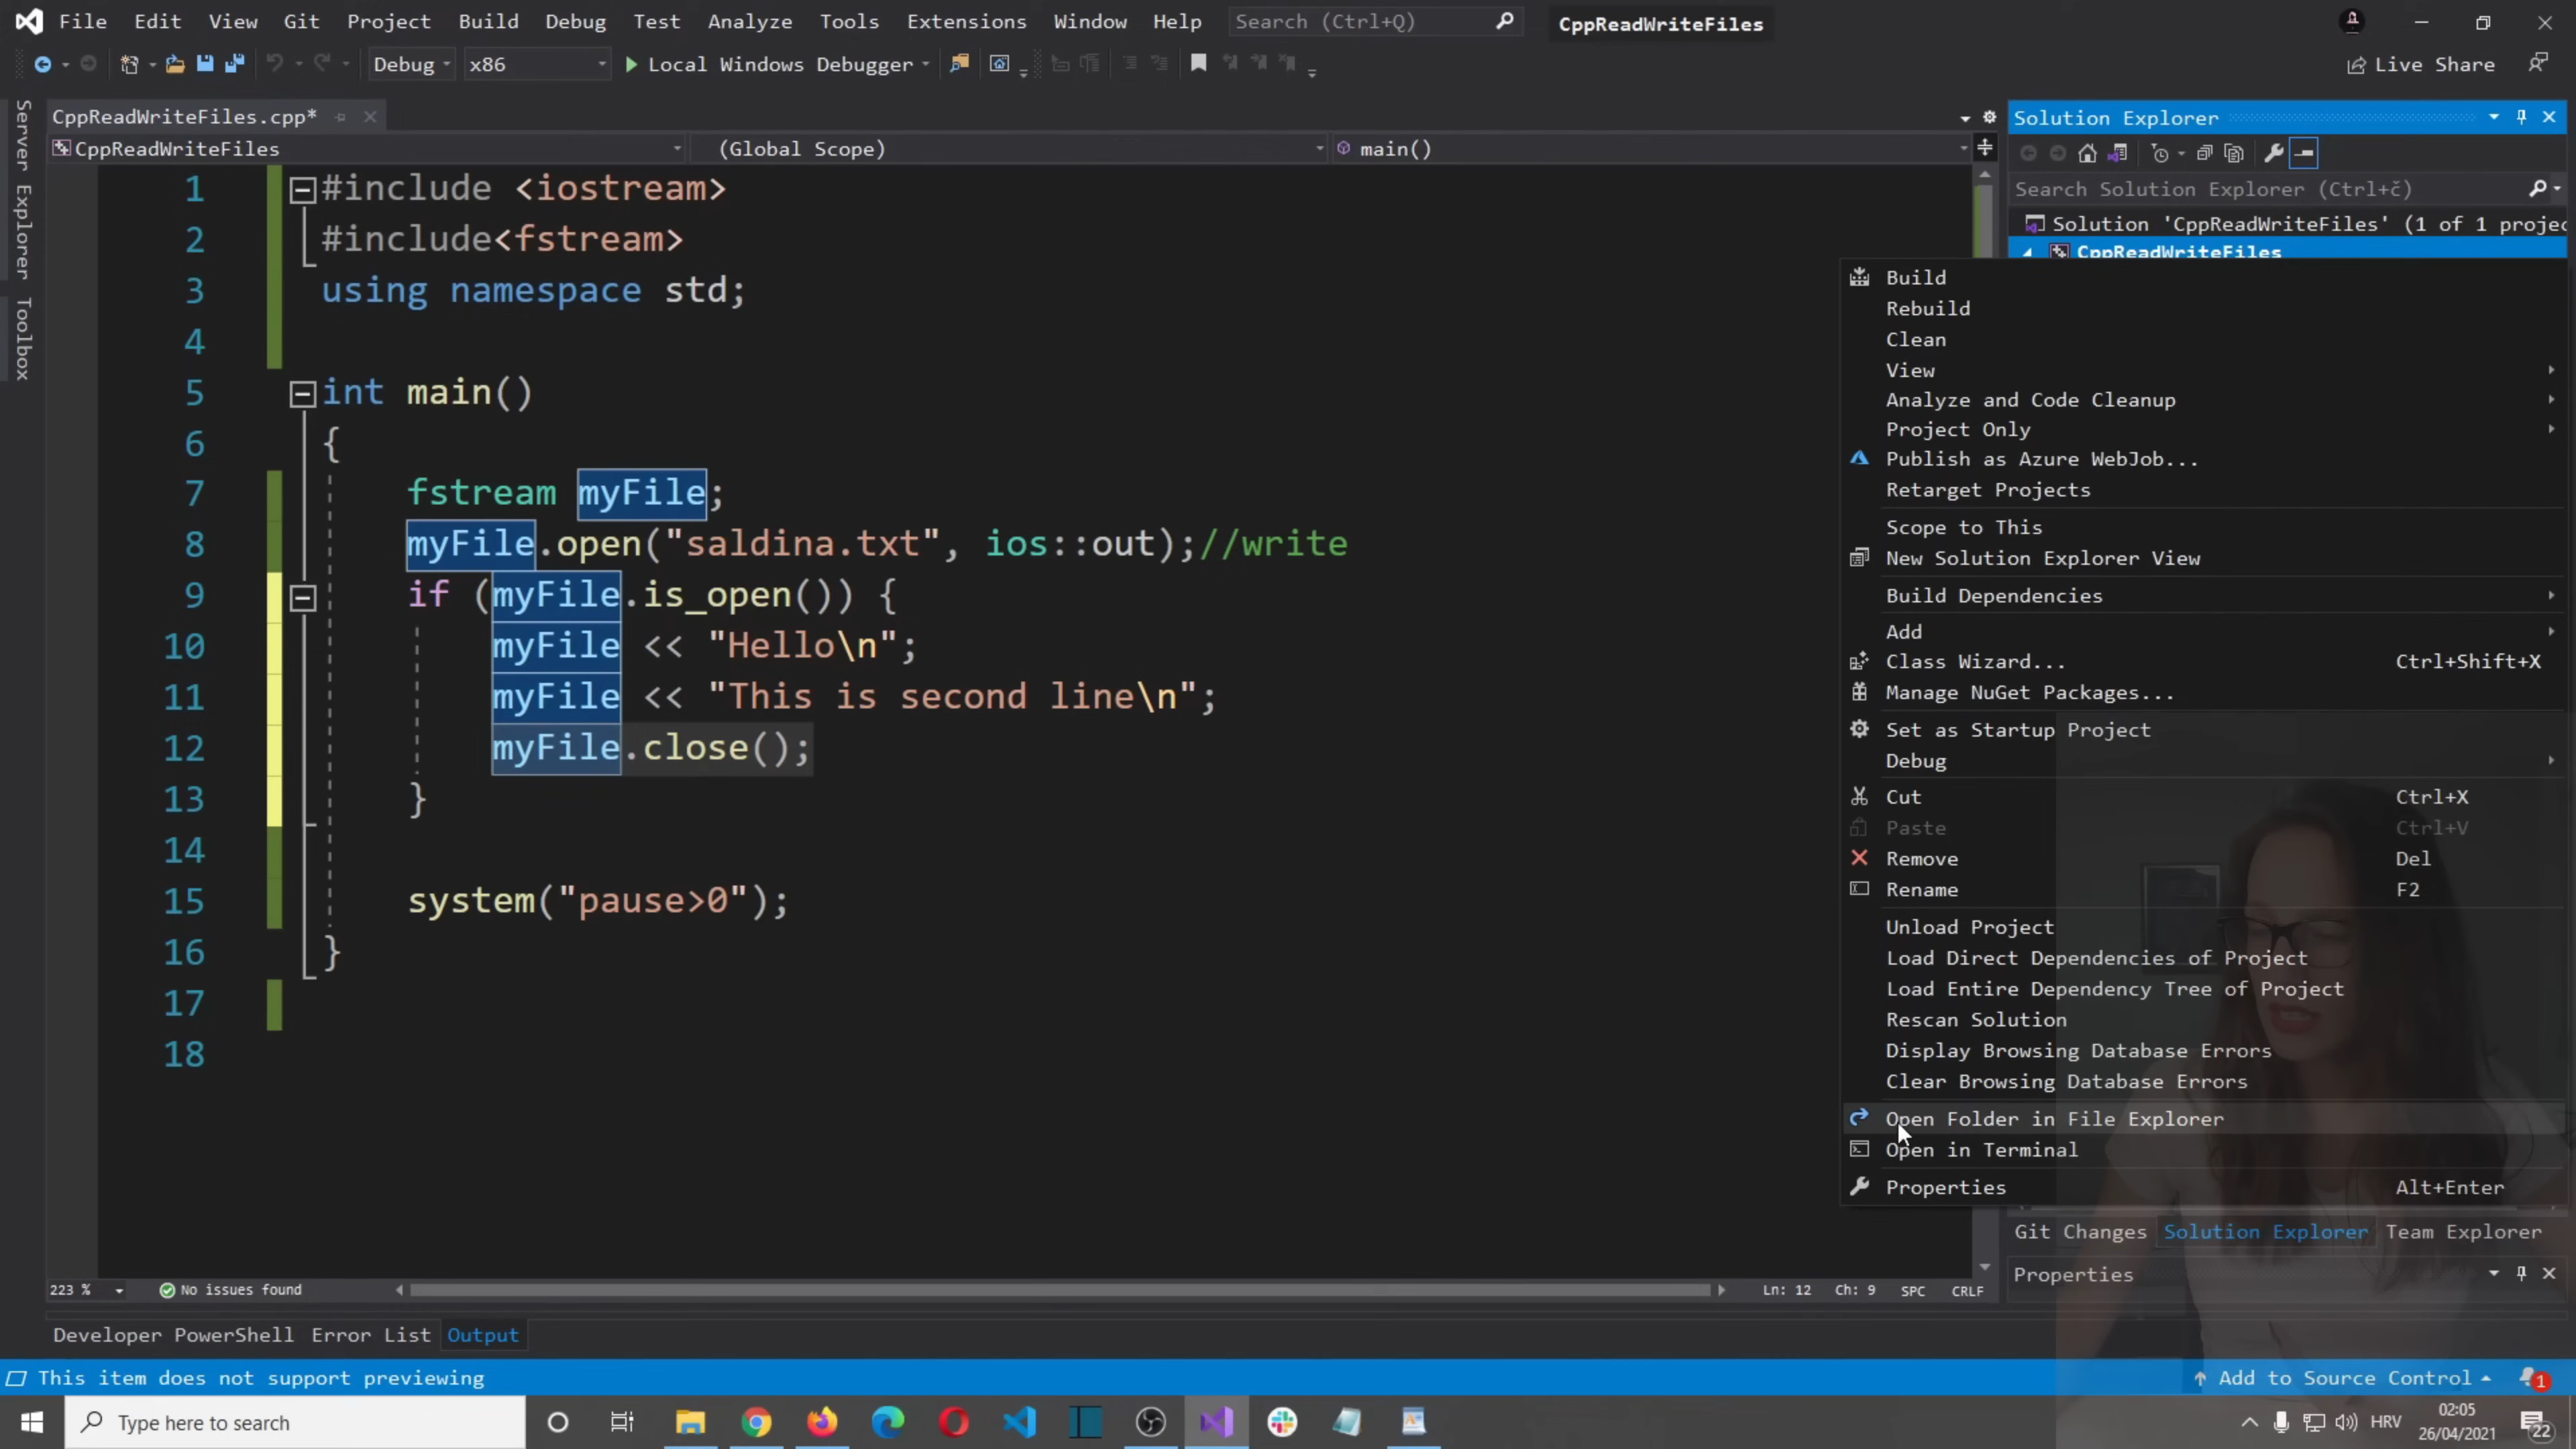 File Edit View Git Project Build Debug Test Analyze Tools Extensions Window Help Search (Ctrl+Q) CppReadWriteFiles
Debug x86 Local Windows Debugger Live Share
Server Explorer
Toolbox
CppReadWriteFiles.cpp*
CppReadWriteFiles (Global Scope) main()
1 #include <iostream>
2 #include<fstream>
3 using namespace std;
4
5 int main()
6 {
7 fstream myFile;
8 myFile.open("saldina.txt", ios::out);//write
9 if (myFile.is_open()) {
10 myFile << "Hello\n";
11 myFile << "This is second line\n";
12 myFile.close();
13 }
14
15 system("pause>0");
16 }
17
18
Solution Explorer
Search Solution Explorer (Ctrl+č)
Solution 'CppReadWriteFiles' (1 of 1 projec
CppReadWriteFiles
Build
Rebuild
Clean
View
Analyze and Code Cleanup
Project Only
Publish as Azure WebJob...
Retarget Projects
Scope to This
New Solution Explorer View
Build Dependencies
Add
Class Wizard... Ctrl+Shift+X
Manage NuGet Packages...
Set as Startup Project
Debug
Cut Ctrl+X
Paste Ctrl+V
Remove Del
Rename F2
Unload Project
Load Direct Dependencies of Project
Load Entire Dependency Tree of Project
Rescan Solution
Display Browsing Database Errors
Clear Browsing Database Errors
Open Folder in File Explorer
Open in Terminal
Properties Alt+Enter
Git Changes Solution Explorer Team Explorer
Properties
223 % No issues found Ln: 12 Ch: 9 SPC CRLF
Developer PowerShell Error List Output
This item does not support previewing Add to Source Control 1
Type here to search HRV 02:05
26/04/2021 22